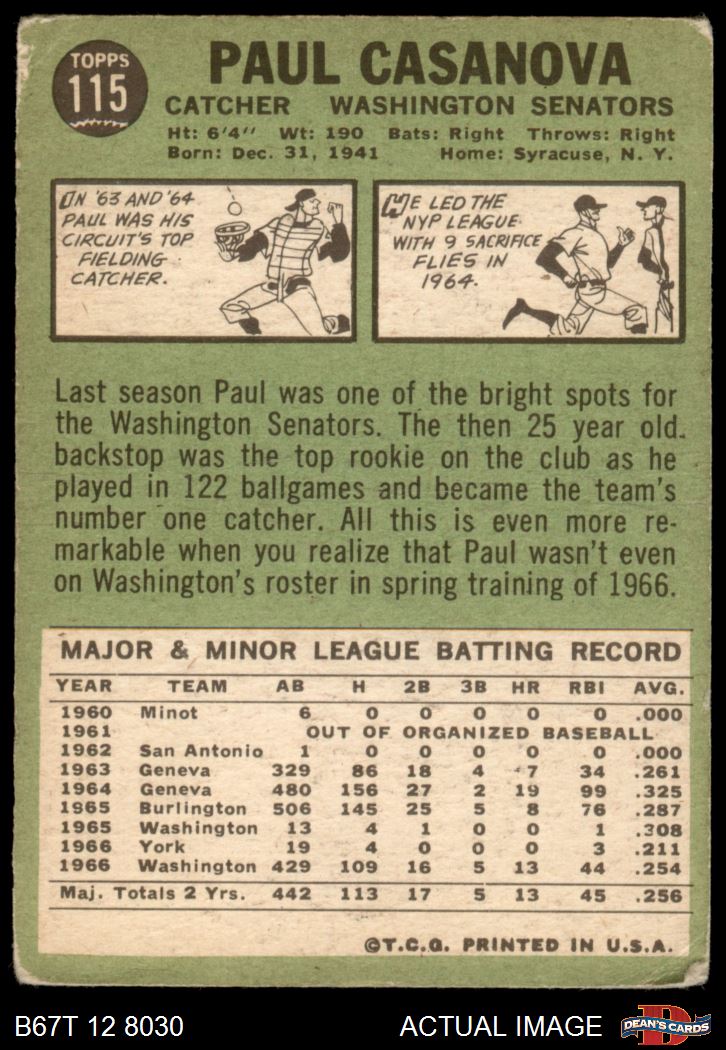 TOPPS
115
PAUL CASANOVA
CATCHER WASHINGTON SENATORS
Ht: 6'4" Wt: 190 Bats: Right Throws: Right
Born: Dec. 31, 1941 Home: Syracuse, N. Y.
IN '63 AND '64
PAUL WAS HIS
CIRCUIT'S TOP
FIELDING
CATCHER.
HE LED THE
NYP LEAGUE
WITH 9 SACRIFICE
FLIES IN
1964.
Last season Paul was one of the bright spots for
the Washington Senators. The then 25 year old
backstop was the top rookie on the club as he
played in 122 ballgames and became the team's
number one catcher. All this is even more re-
markable when you realize that Paul wasn't even
on Washington's roster in spring training of 1966.
MAJOR & MINOR LEAGUE BATTING RECORD
YEAR TEAM AB H 2B 3B HR RBI AVG.
1960 Minot 6 0 0 0 0 0 .000
1961 OUT OF ORGANIZED BASEBALL
1962 San Antonio 1 0 0 0 0 0 .000
1963 Geneva 329 86 18 4 7 34 .261
1964 Geneva 480 156 27 2 19 99 .325
1965 Burlington 506 145 25 5 8 76 .287
1965 Washington 13 4 1 0 0 1 .308
1966 York 19 4 0 0 0 3 .211
1966 Washington 429 109 16 5 13 44 .254
Maj. Totals 2 Yrs. 442 113 17 5 13 45 .256
©T.C.G. PRINTED IN U.S.A.
B67T 12 8030 ACTUAL IMAGE
D
DEAN'S CARDS